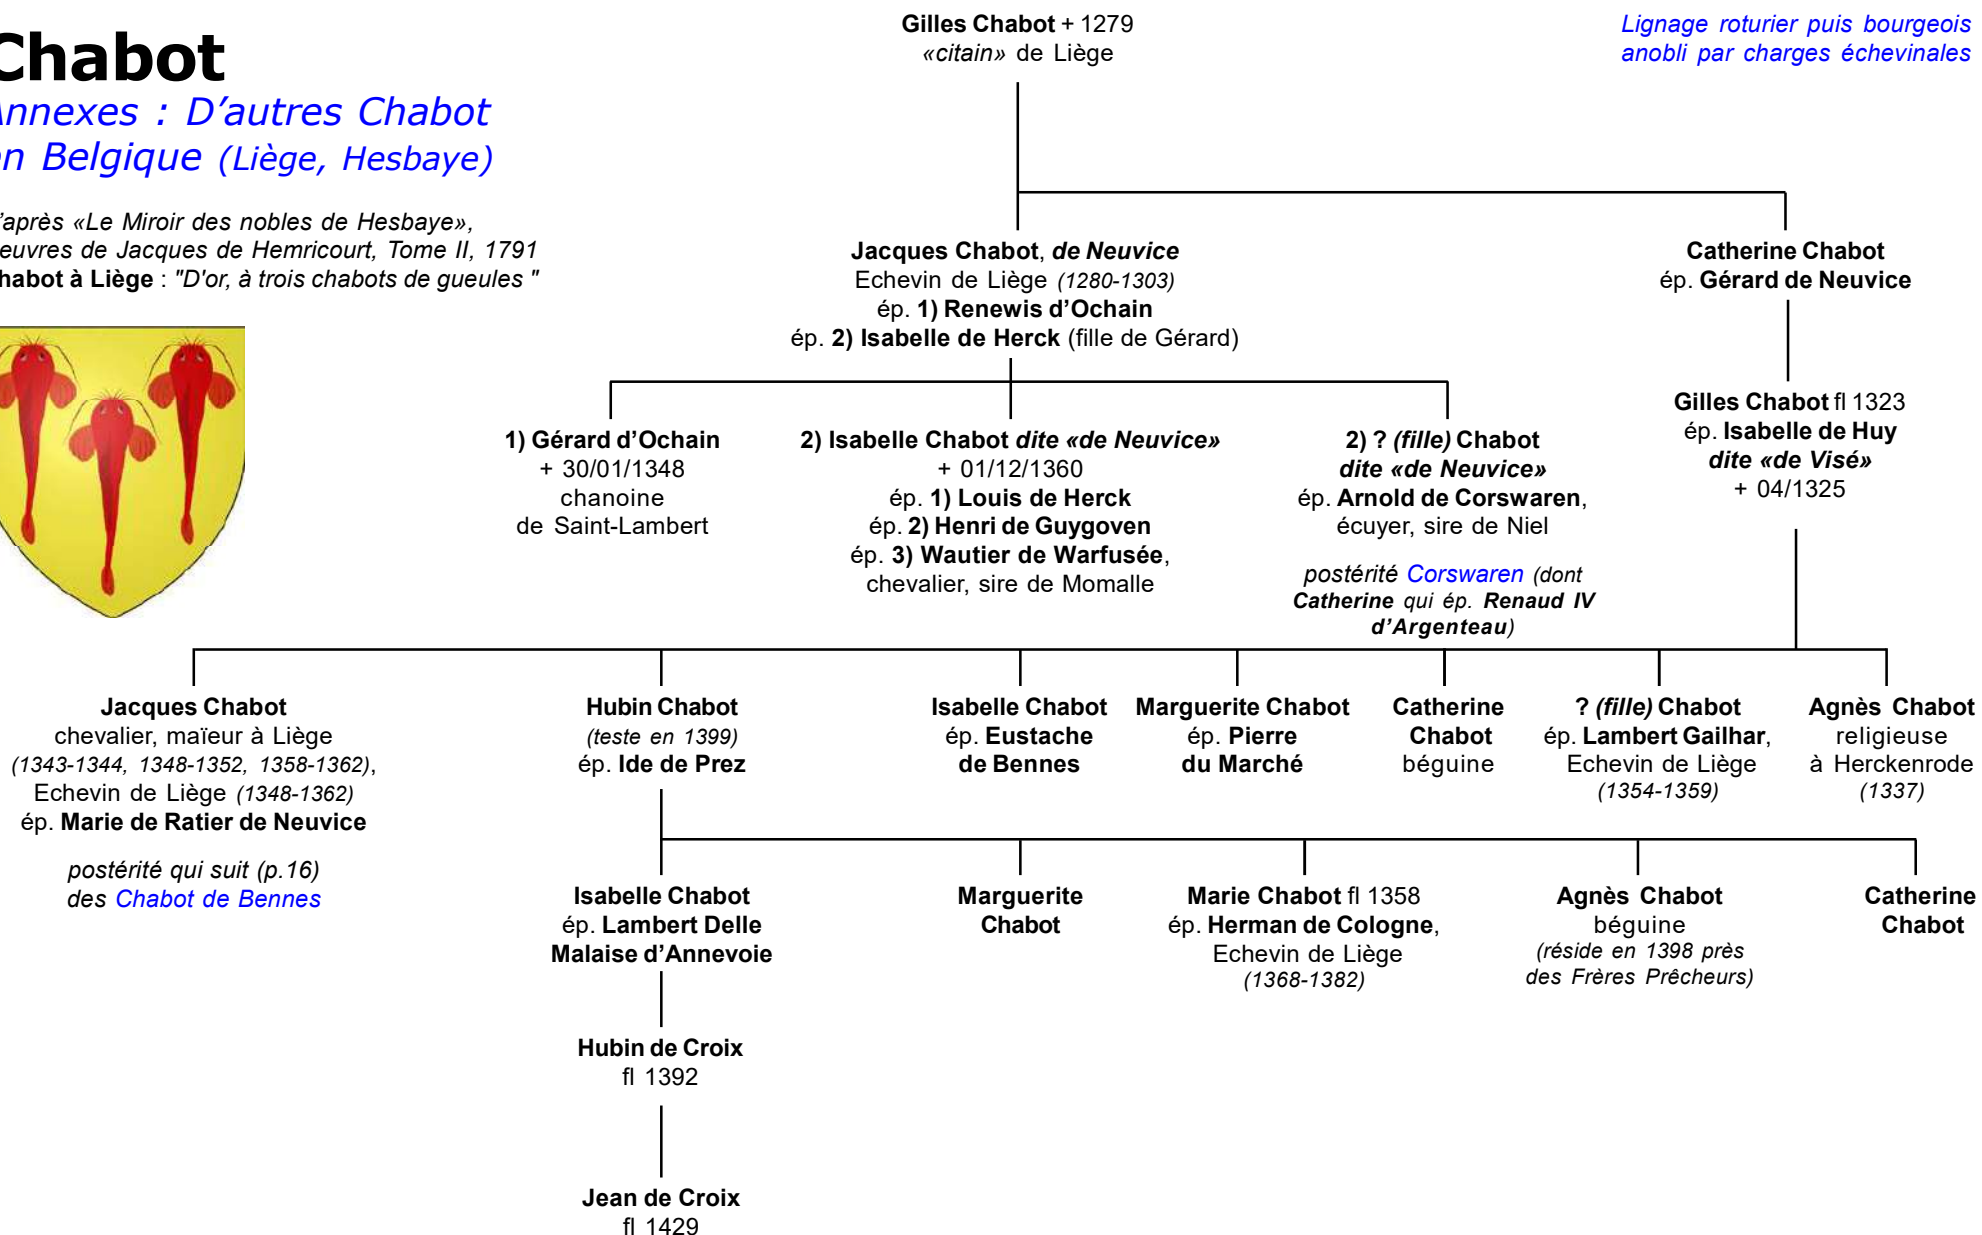 Chabot
Annexes : D'autres Chabot
en Belgique (Liège, Hesbaye)
'après «Le Miroir des nobles de Hesbaye»,
euvres de Jacques de Hemricourt, Tome II, 1791
habot à Liège : "D'or, à trois chabots de gueules "
Gilles Chabot + 1279
«citain» de Liège
Lignage roturier puis bourgeois
anobli par charges échevinales
Jacques Chabot, de Neuvice
Echevin de Liège (1280-1303)
ép. 1) Renewis d'Ochain
ép. 2) Isabelle de Herck (fille de Gérard)
Catherine Chabot
ép. Gérard de Neuvice
1) Gérard d'Ochain
+ 30/01/1348
chanoine
de Saint-Lambert
2) Isabelle Chabot dite «de Neuvice»
+ 01/12/1360
ép. 1) Louis de Herck
ép. 2) Henri de Guygoven
ép. 3) Wautier de Warfusée,
chevalier, sire de Momalle
2) ? (fille) Chabot
dite «de Neuvice»
ép. Arnold de Corswaren,
écuyer, sire de Niel
postérité Corswaren (dont
Catherine qui ép. Renaud IV
d'Argenteau)
Gilles Chabot fl 1323
ép. Isabelle de Huy
dite «de Visé»
+ 04/1325
Jacques Chabot
chevalier, maïeur à Liège
(1343-1344, 1348-1352, 1358-1362),
Echevin de Liège (1348-1362)
ép. Marie de Ratier de Neuvice
postérité qui suit (p.16)
des Chabot de Bennes
Hubin Chabot
(teste en 1399)
ép. Ide de Prez
Isabelle Chabot
ép. Eustache
de Bennes
Marguerite Chabot
ép. Pierre
du Marché
Catherine
Chabot
béguine
? (fille) Chabot
ép. Lambert Gailhar,
Echevin de Liège
(1354-1359)
Agnès Chabot
religieuse
à Herckenrode
(1337)
Isabelle Chabot
ép. Lambert Delle
Malaise d'Annevoie
Marguerite
Chabot
Marie Chabot fl 1358
ép. Herman de Cologne,
Echevin de Liège
(1368-1382)
Agnès Chabot
béguine
(réside en 1398 près
des Frères Prêcheurs)
Catherine
Chabot
Hubin de Croix
fl 1392
Jean de Croix
fl 1429